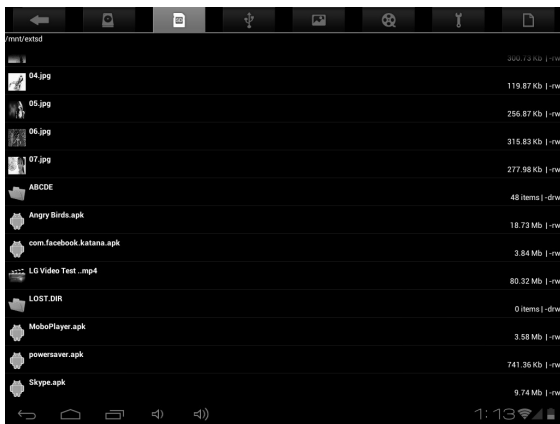 /mnt/extsd
300.73 Kb | -rw
04.jpg
119.87 Kb | -rw
05.jpg
256.87 Kb | -rw
06.jpg
315.83 Kb | -rw
07.jpg
277.98 Kb | -rw
ABCDE
48 items | -drw
Angry Birds.apk
18.73 Mb | -rw
com.facebook.katana.apk
3.84 Mb | -rw
LG Video Test ..mp4
80.32 Mb | -rw
LOST.DIR
0 items | -drw
MoboPlayer.apk
3.58 Mb | -rw
powersaver.apk
741.36 Kb | -rw
Skype.apk
9.74 Mb | -rw
1:13